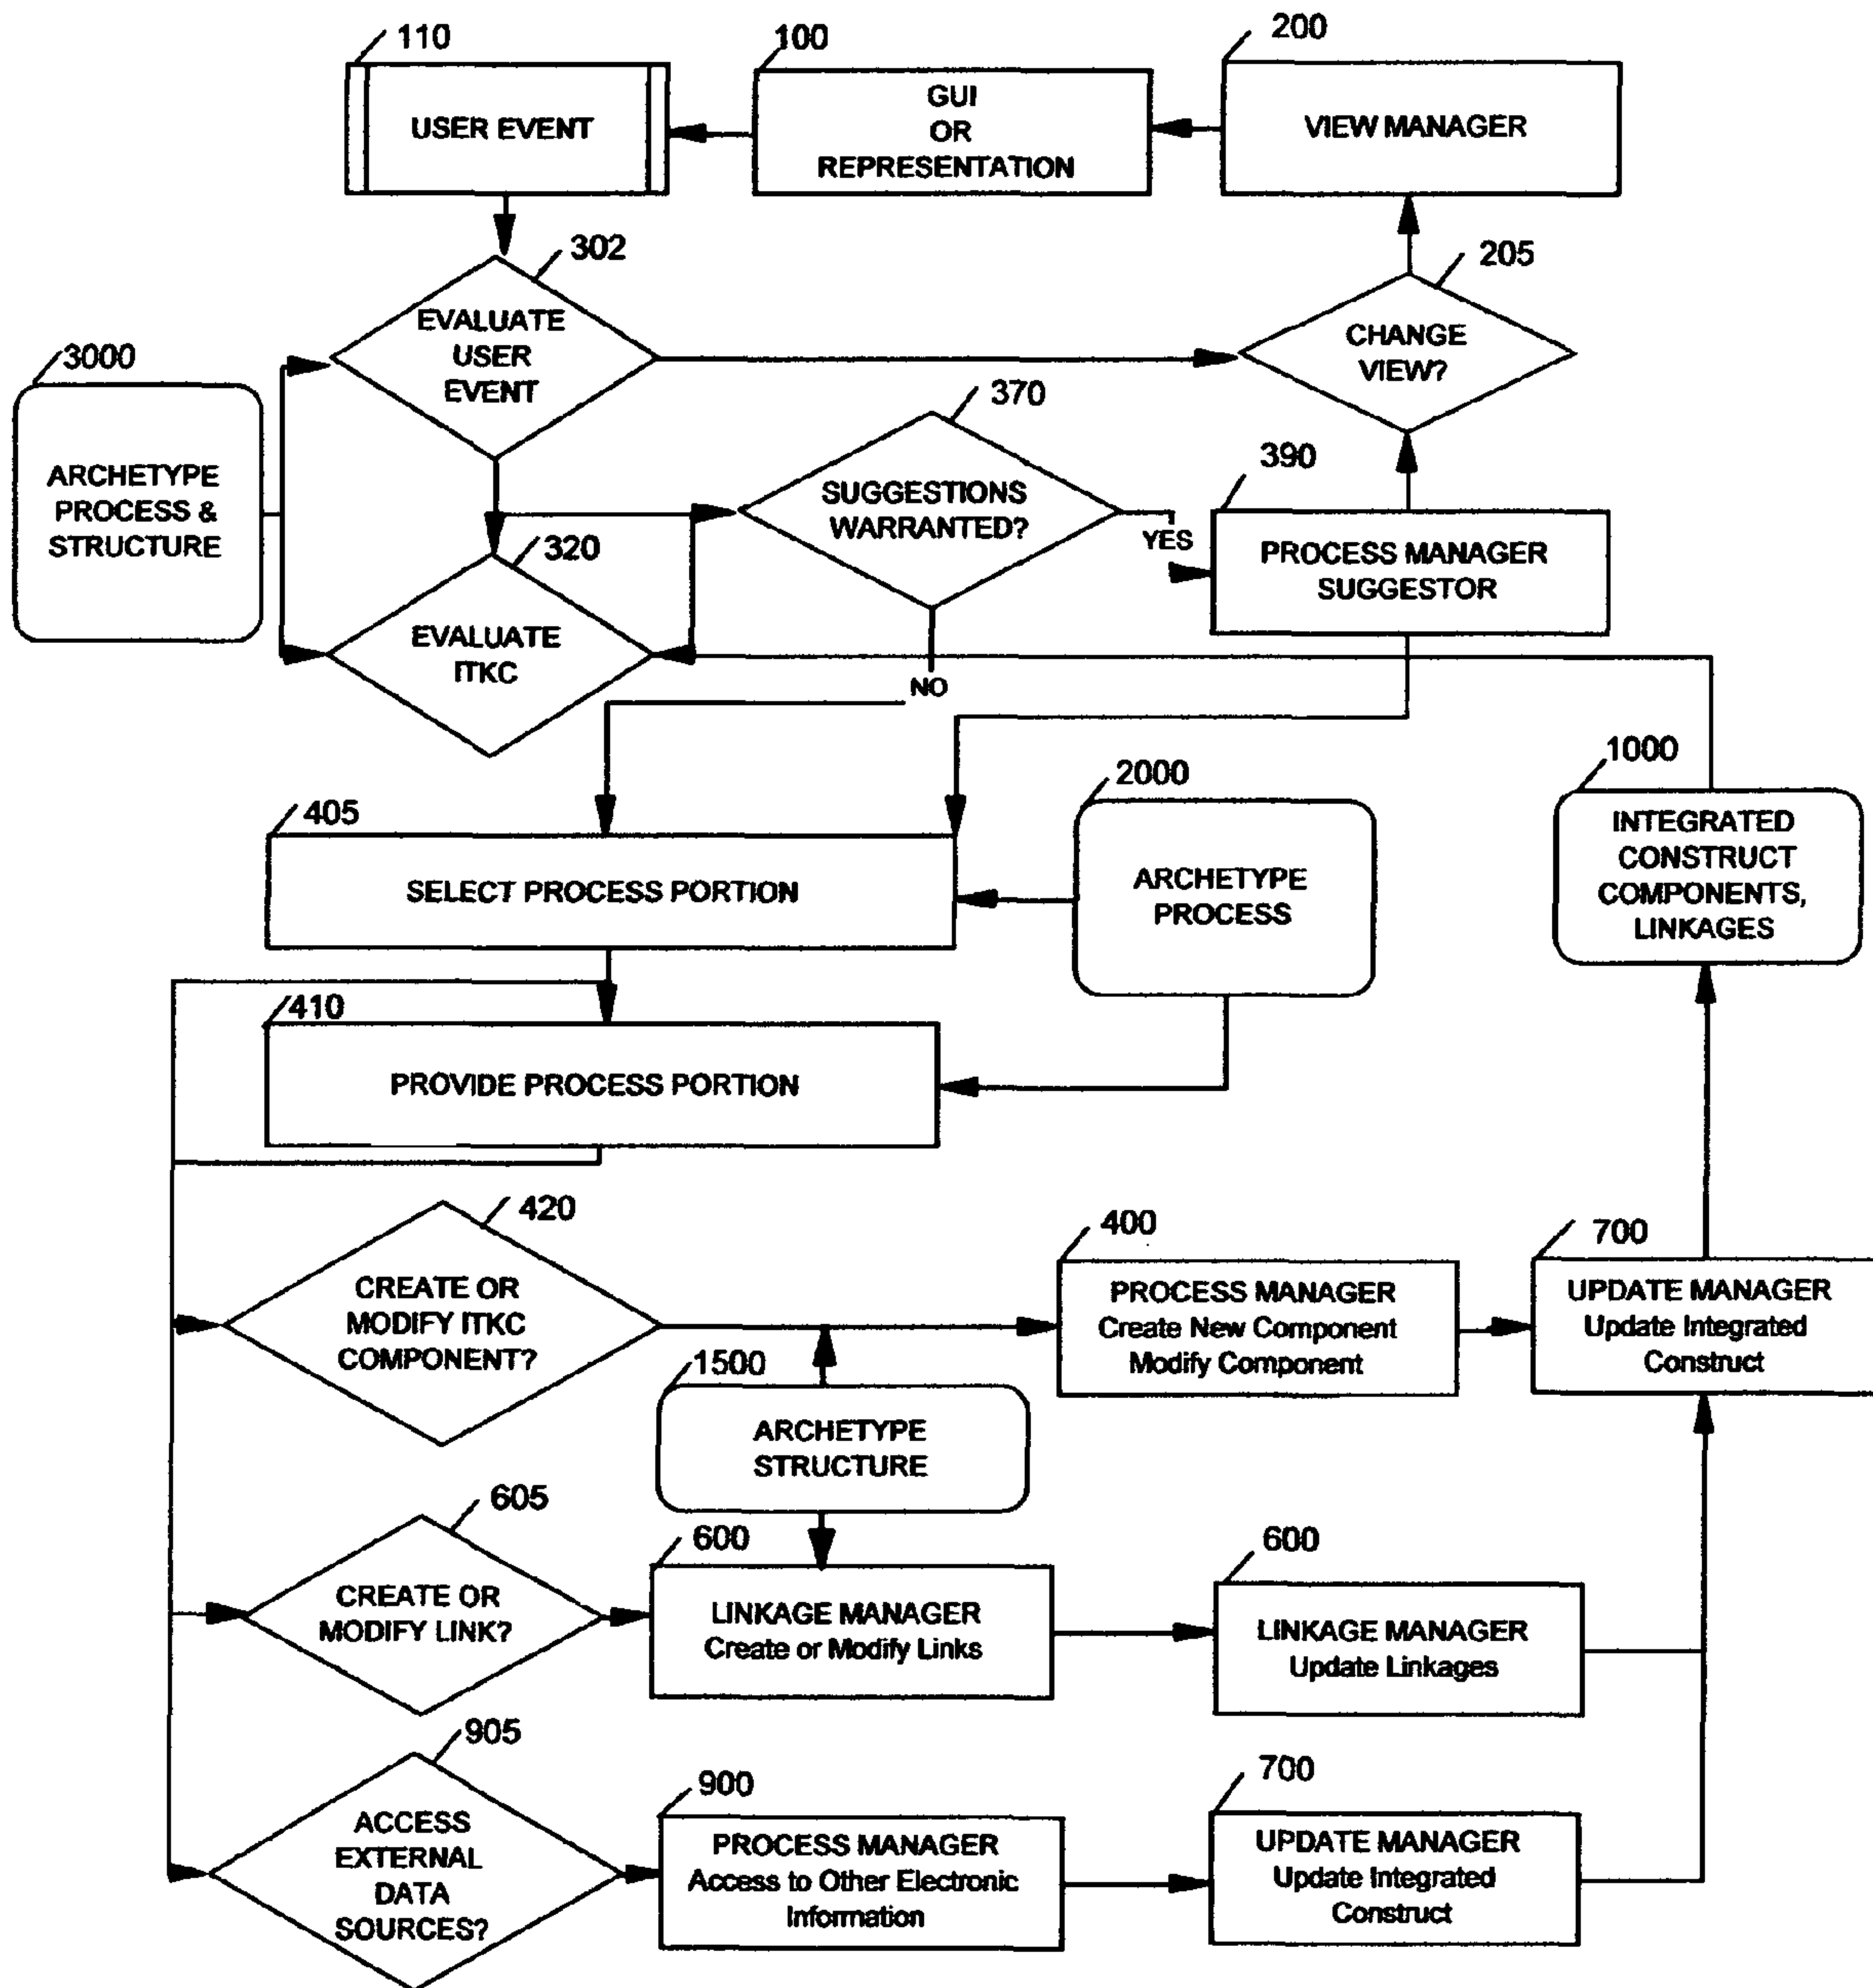 110
100
200
USER EVENT
GUI
OR
REPRESENTATION
VIEW MANAGER
302
205
EVALUATE
USER
EVENT
CHANGE
VIEW?
3000
370
ARCHETYPE
PROCESS &
STRUCTURE
390
SUGGESTIONS
WARRANTED?
YES
320
PROCESS MANAGER
SUGGESTOR
EVALUATE
ITKC
NO
1000
2000
405
INTEGRATED
CONSTRUCT
COMPONENTS,
LINKAGES
SELECT PROCESS PORTION
ARCHETYPE
PROCESS
410
PROVIDE PROCESS PORTION
420
400
700
CREATE OR
MODIFY ITKC
COMPONENT?
PROCESS MANAGER
Create New Component
Modify Component
UPDATE MANAGER
Update Integrated
Construct
1500
ARCHETYPE
STRUCTURE
605
600
600
CREATE OR
MODIFY LINK?
LINKAGE MANAGER
Create or Modify Links
LINKAGE MANAGER
Update Linkages
905
900
700
ACCESS
EXTERNAL
DATA
SOURCES?
PROCESS MANAGER
Access to Other Electronic
Information
UPDATE MANAGER
Update Integrated
Construct